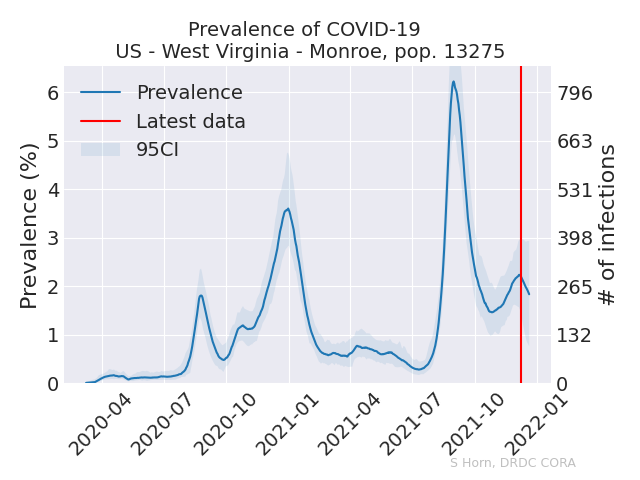 Prevalence of COVID-19
US - West Virginia - Monroe, pop. 13275
Prevalence
Latest data
95CI
Prevalence (%)
6
5
4
3
2
1
0
796
663
531
398
265
132
0
# of infections
2020-04
2020-07
2020-10
2021-01
2021-04
2021-07
2021-10
2022-01
S Horn, DRDC CORA